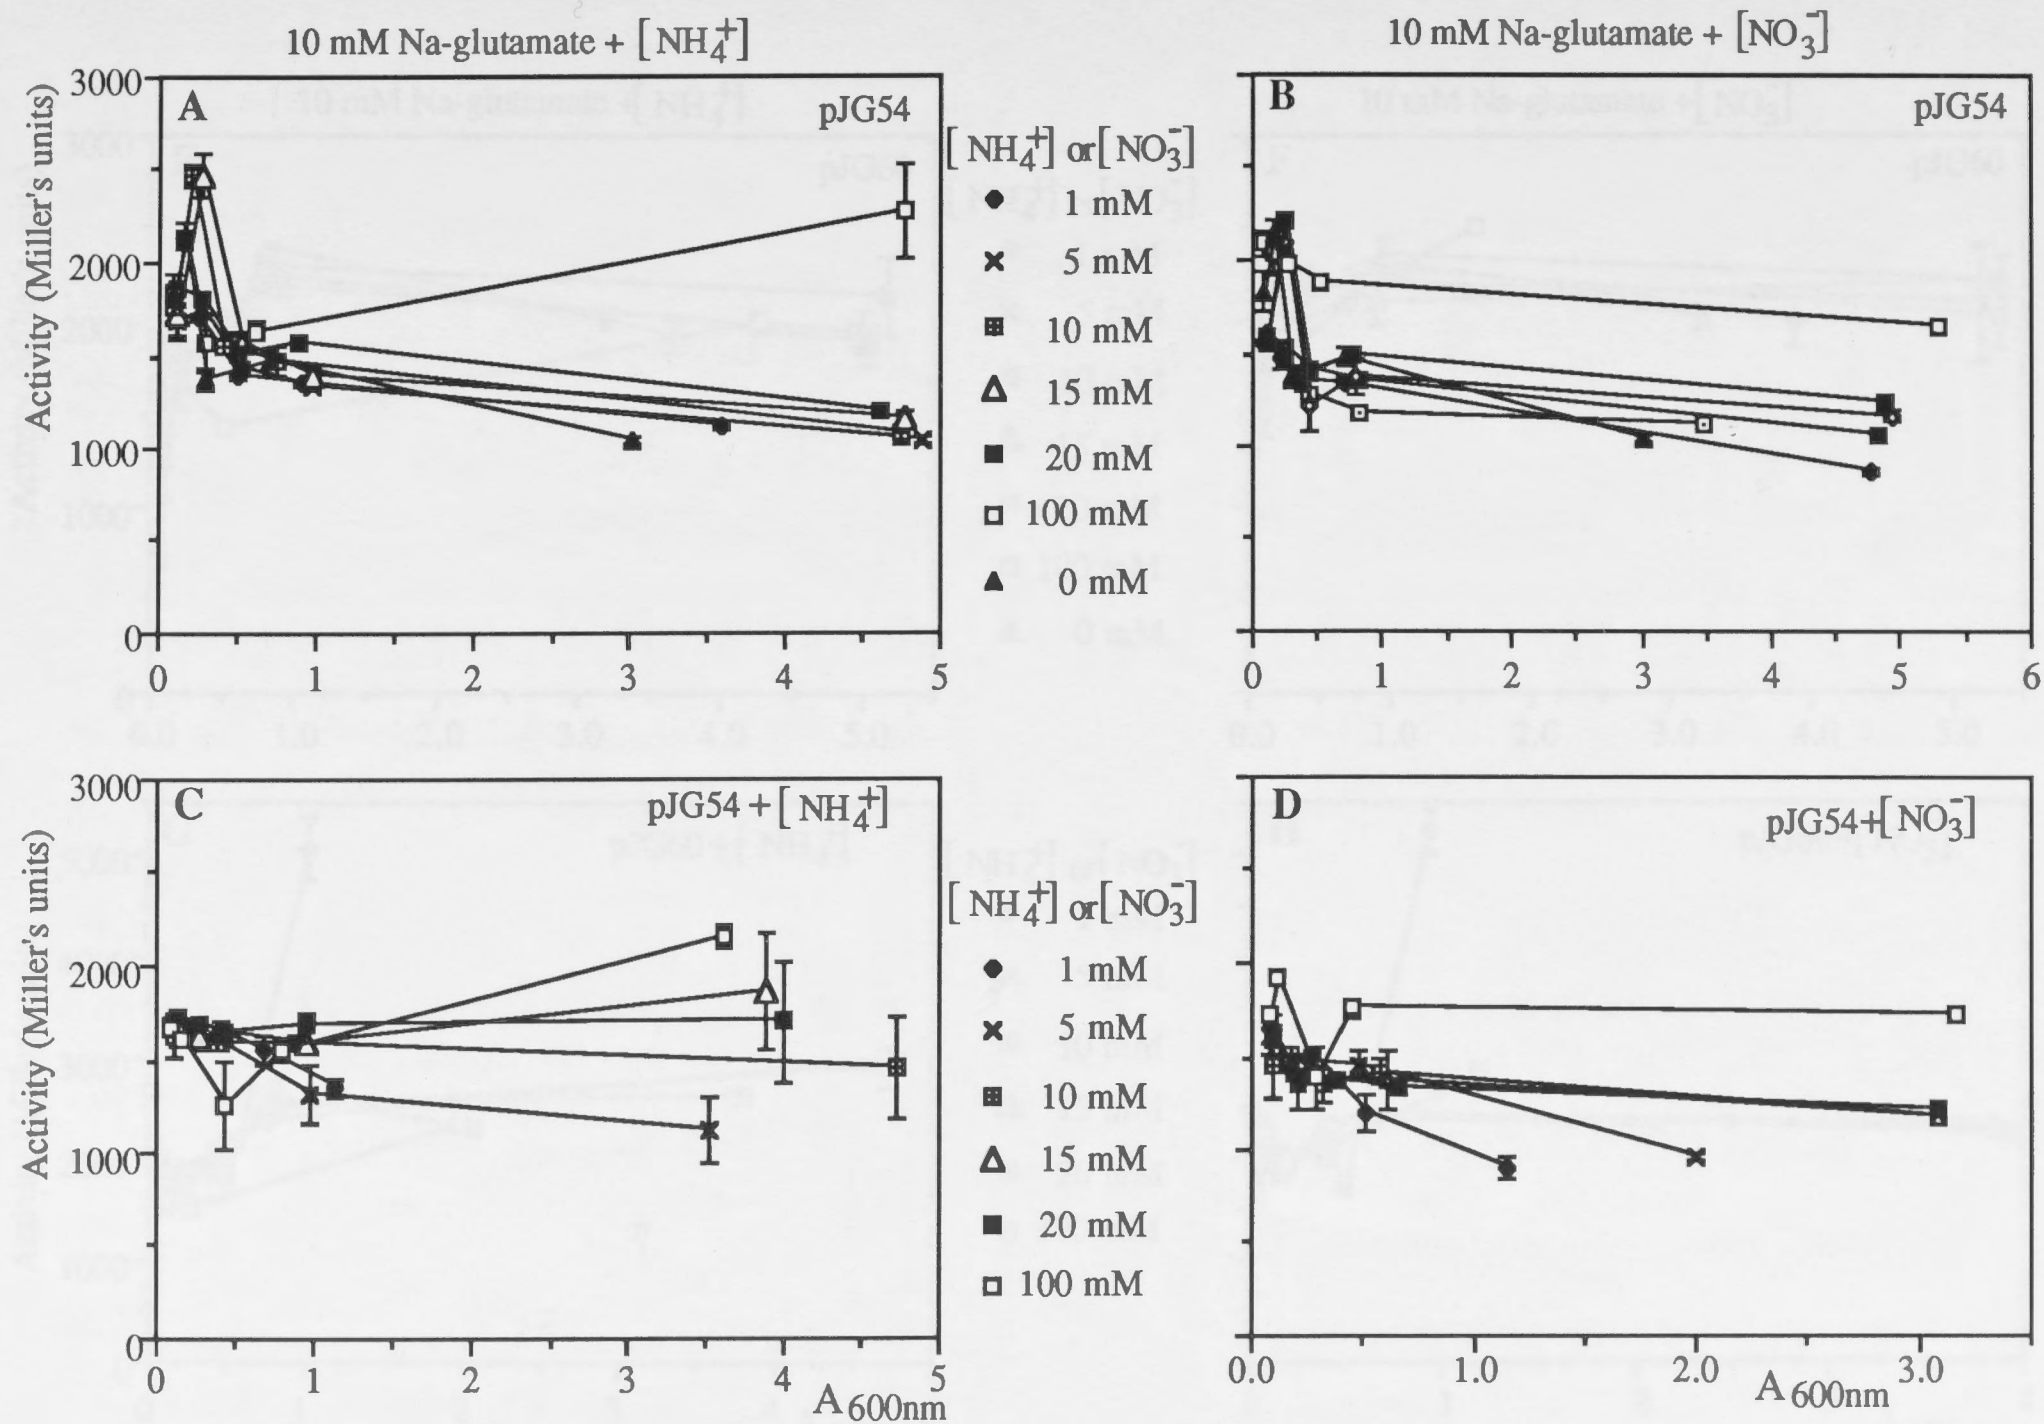 10 mM Na-glutamate + [NH₄⁺]
10 mM Na-glutamate + [NO₃⁻]
A
pJG54
3000
2000
1000
0
Activity (Miller's units)
0 1 2 3 4 5
[NH₄⁺] or [NO₃⁻]
1 mM
5 mM
10 mM
15 mM
20 mM
100 mM
0 mM
B
pJG54
0 1 2 3 4 5 6
C
pJG54 + [NH₄⁺]
3000
2000
1000
0
Activity (Miller's units)
0 1 2 3 4 5
A600nm
[NH₄⁺] or [NO₃⁻]
1 mM
5 mM
10 mM
15 mM
20 mM
100 mM
D
pJG54+[NO₃⁻]
0.0 1.0 2.0 3.0
A600nm